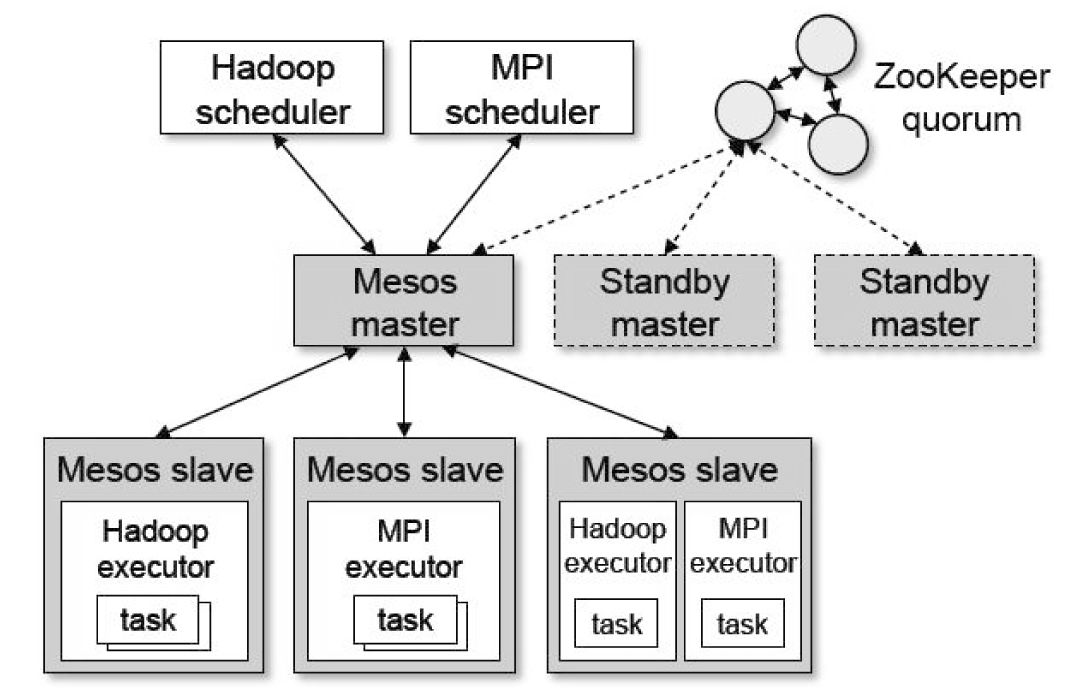 Hadoop
scheduler
MPI
scheduler
ZooKeeper
quorum
Mesos
master
Standby
master
Standby
master
Mesos slave
Hadoop
executor
task
Mesos slave
MPI
executor
task
Mesos slave
Hadoop
executor
task
MPI
executor
task